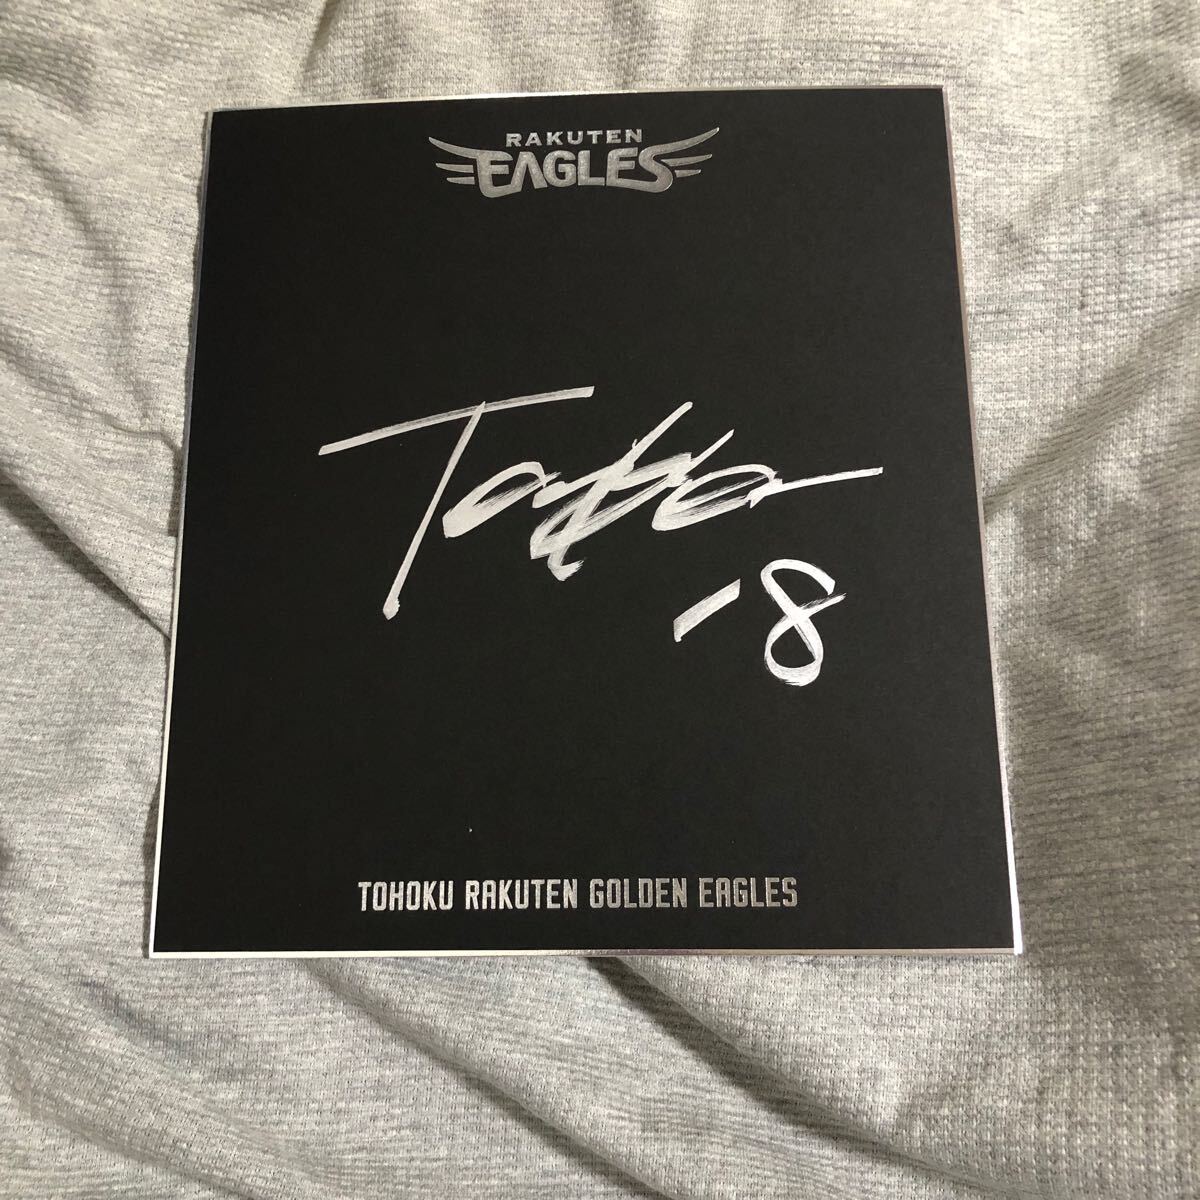 RAKUTEN
EAGLES
-8
TOHOKU RAKUTEN GOLDEN EAGLES